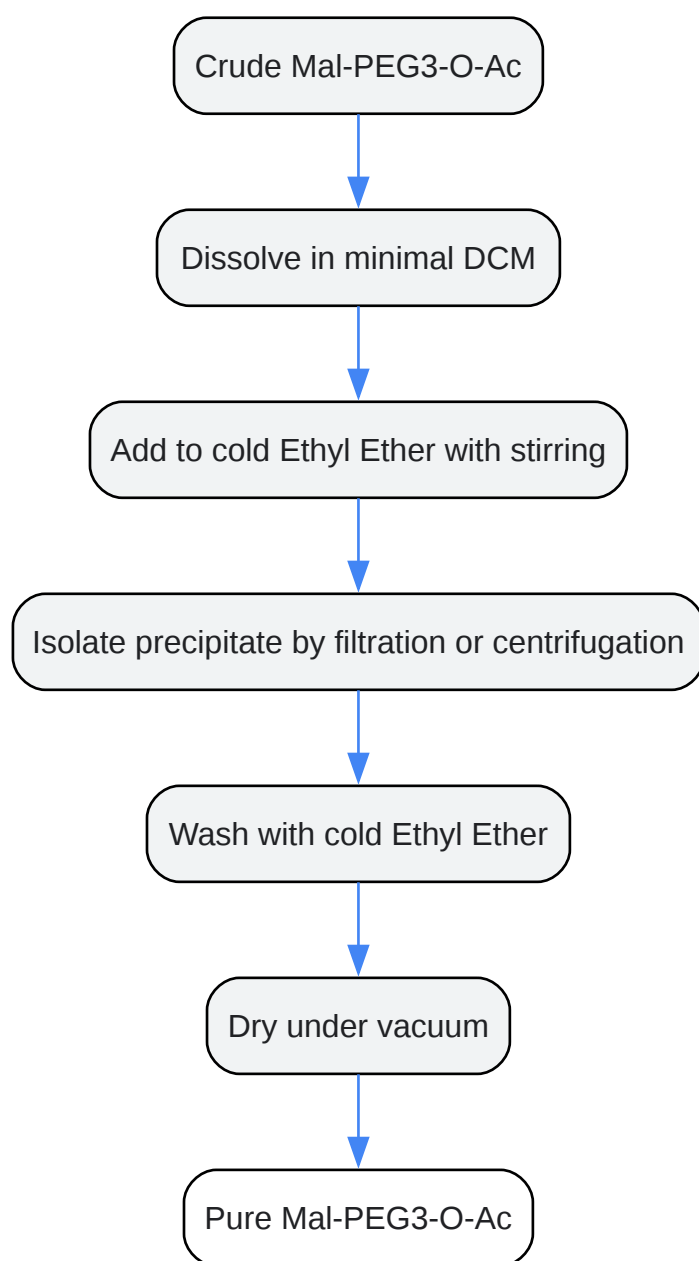 Crude Mal-PEG3-O-Ac
Dissolve in minimal DCM
Add to cold Ethyl Ether with stirring
Isolate precipitate by filtration or centrifugation
Wash with cold Ethyl Ether
Dry under vacuum
Pure Mal-PEG3-O-Ac